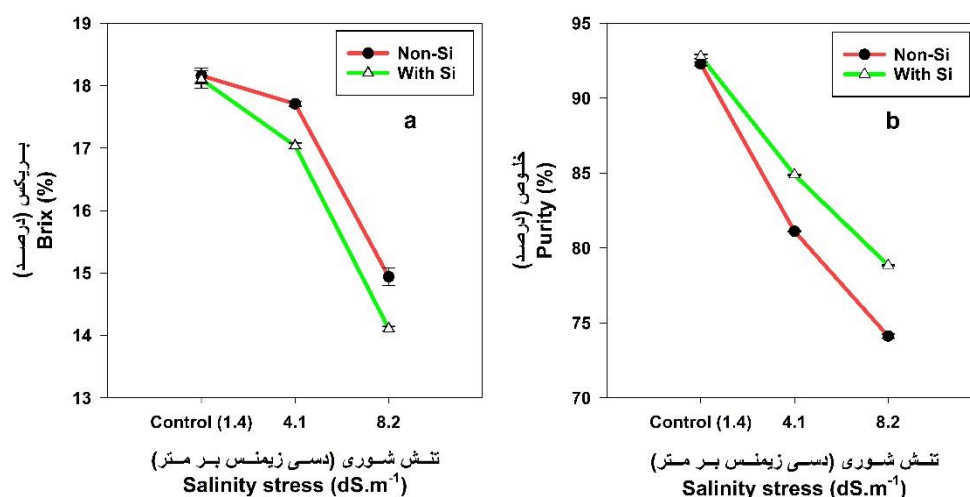 19
18
17
16
15
14
13
بریکس (درصد)
Brix (%)
Non-Si
With Si
a
Control (1.4) 4.1 8.2
تنش شوری (دسی زیمنس بر متر)
Salinity stress (dS.m⁻¹)
95
90
85
80
75
70
خلوص (درصد)
Purity (%)
Non-Si
With Si
b
Control (1.4) 4.1 8.2
تنش شوری (دسی زیمنس بر متر)
Salinity stress (dS.m⁻¹)